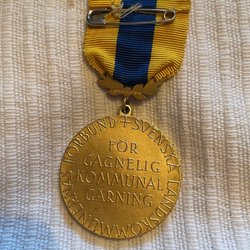 SVENSKA LANDSKOMMUNERNAS FÖRBUND +
FÖR
GAGNELIG
KOMMUNAL
GÄRNING